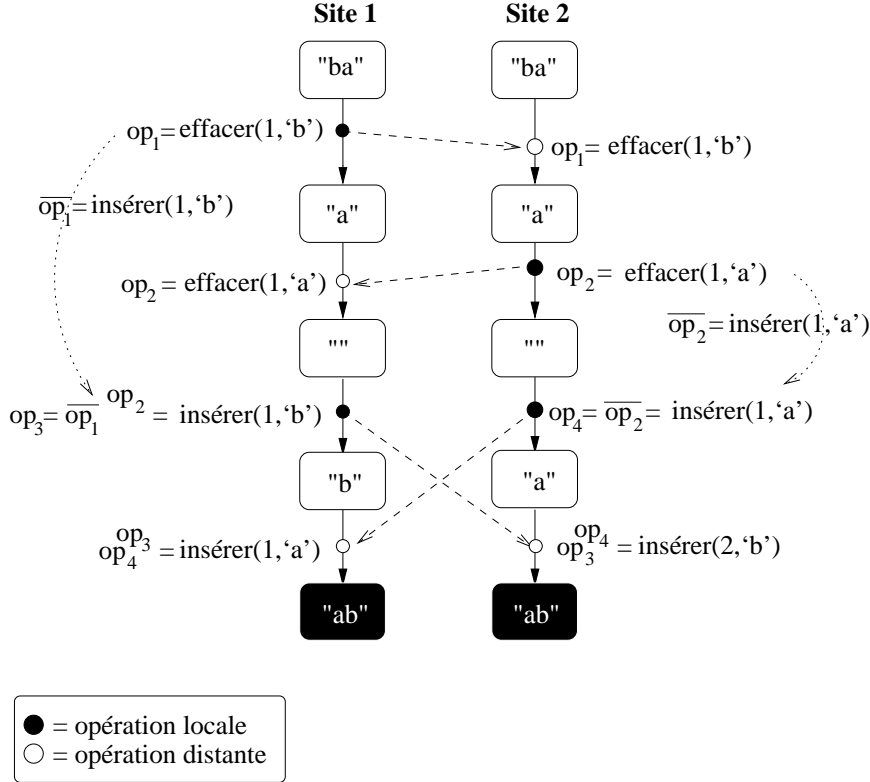 Site 1 Site 2
"ba" "ba"
op1= effacer(1,‘b’)
op1= effacer(1,‘b’)
op1= insérer(1,‘b’)
"a" "a"
op2= effacer(1,‘a’)
op2= effacer(1,‘a’)
op2= insérer(1,‘a’)
"" ""
op3= op1 op2 = insérer(1,‘b’)
op4= op2= insérer(1,‘a’)
"b" "a"
op4 op3 = insérer(1,‘a’)
op3 op4 = insérer(2,‘b’)
"ab" "ab"
= opération locale
= opération distante